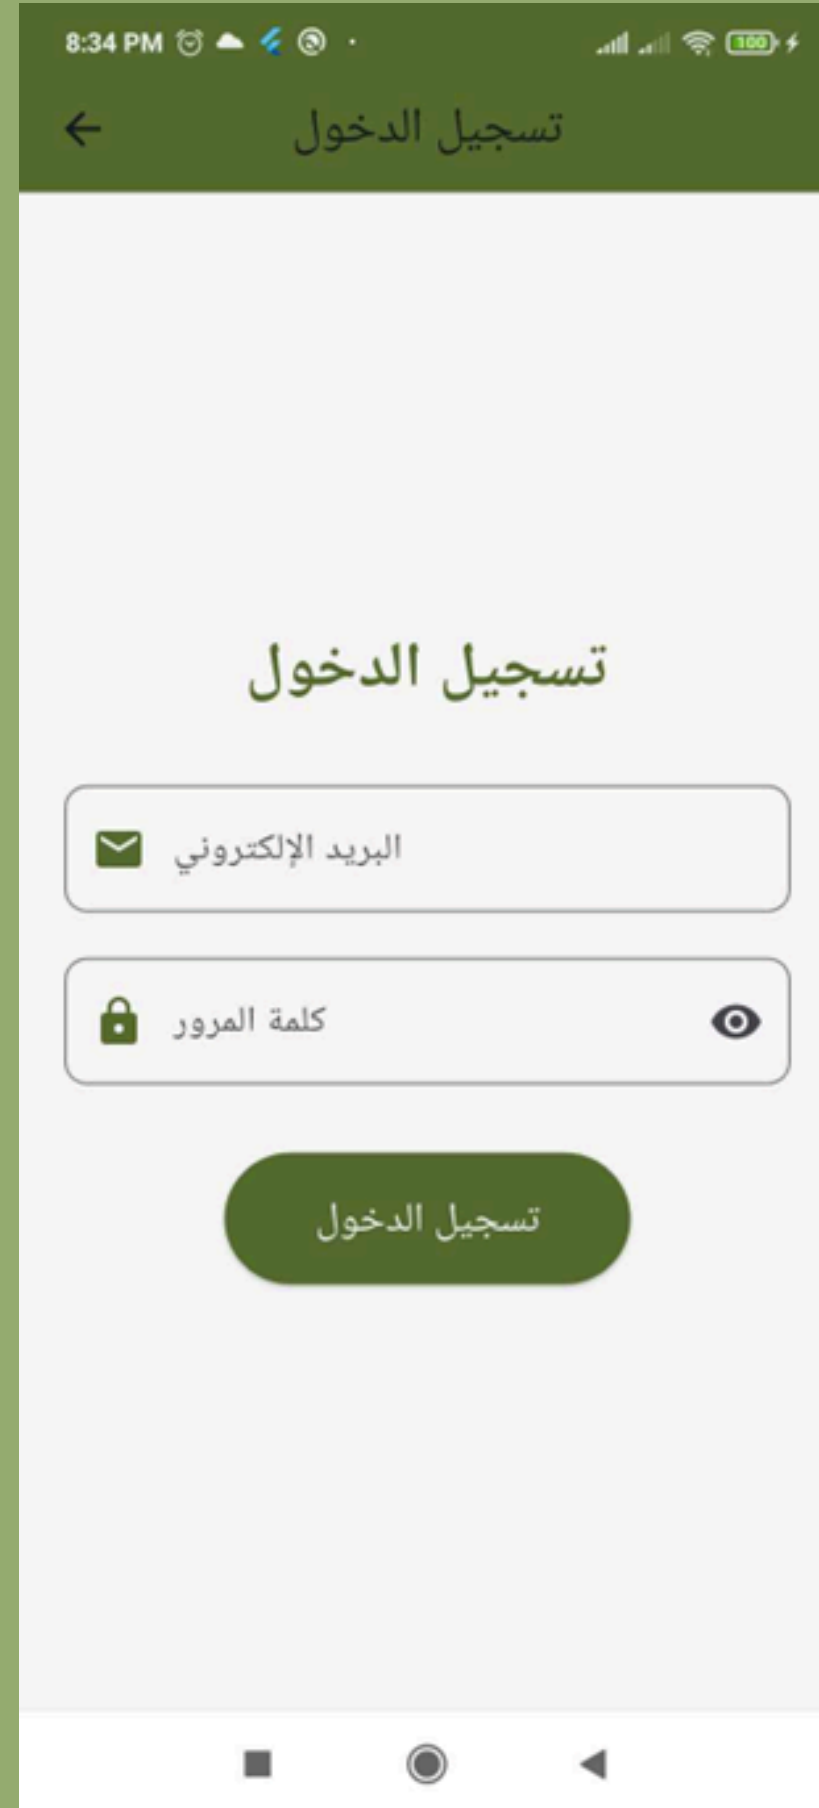 8:34 PM
100
تسجيل الدخول
تسجيل الدخول
البريد الإلكتروني
كلمة المرور
تسجيل الدخول